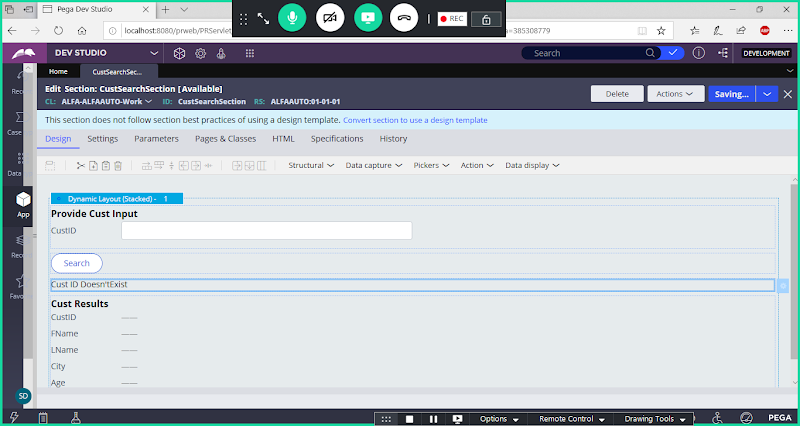 Pega Dev Studio
localhost:8080/prweb/PRServlet
=385308779
REC
DEV STUDIO
Search
DEVELOPMENT
Home
CustSearchSec...
Edit Section: CustSearchSection [Available]
CL: ALFA-ALFAAUTO-Work
ID: CustSearchSection
RS: ALFAAUTO:01-01-01
Delete
Actions
Saving...
This section does not follow section best practices of using a design template. Convert section to use a design template
Design Settings Parameters Pages & Classes HTML Specifications History
Structural Data capture Pickers Action Data display
Reco
Case
Data
App
Reco
Favo
SD
Dynamic Layout (Stacked) - 1
Provide Cust Input
CustID
Search
Cust ID Doesn'tExist
Cust Results
CustID
FName
LName
City
Age
Options Remote Control Drawing Tools
PEGA